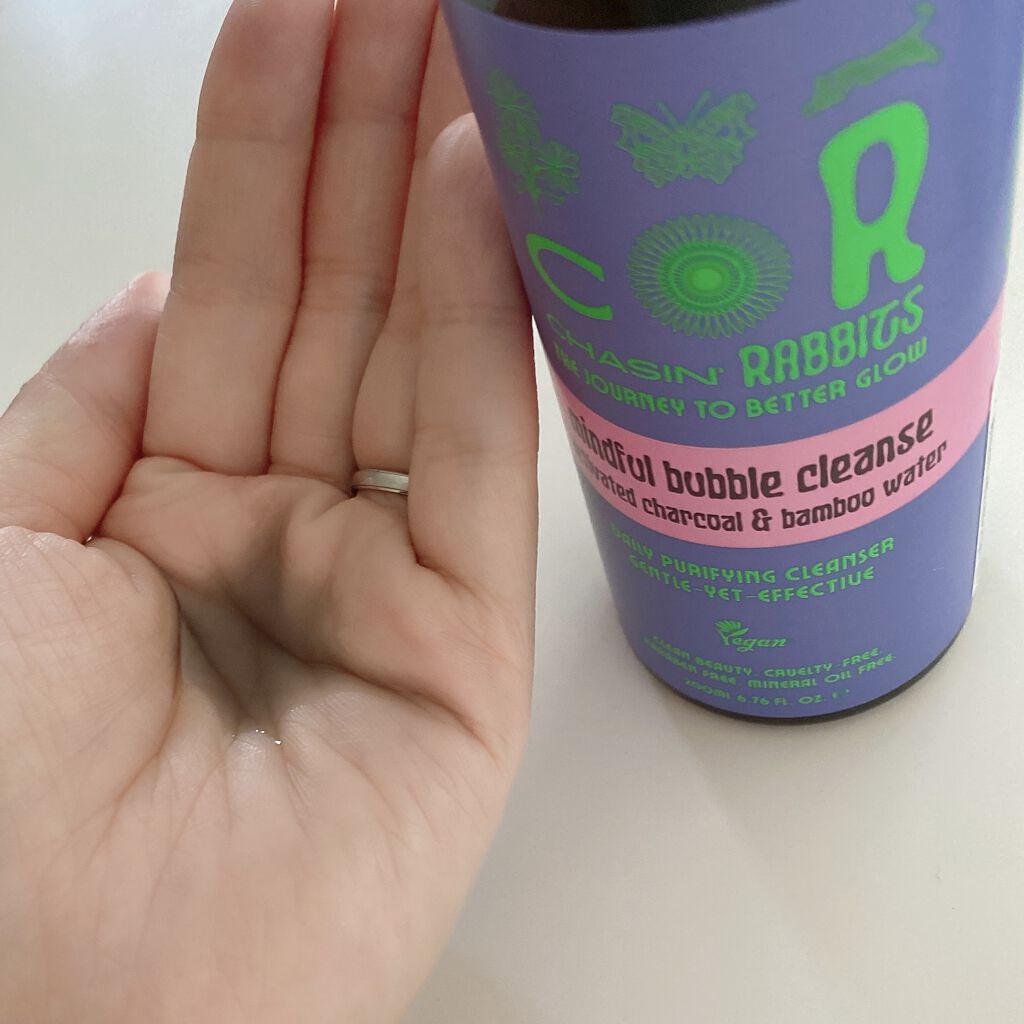 C R
CHASIN' RABBITS
THE JOURNEY TO BETTER GLOW
mindful bubble cleanse
activated charcoal & bamboo water
DAILY PURIFYING CLEANSER
GENTLE-YET-EFFECTIVE
Vegan
CLEAN BEAUTY. CRUELTY-FREE.
PARABEN FREE. MINERAL OIL FREE.
200ml 6.76 FL. OZ. e